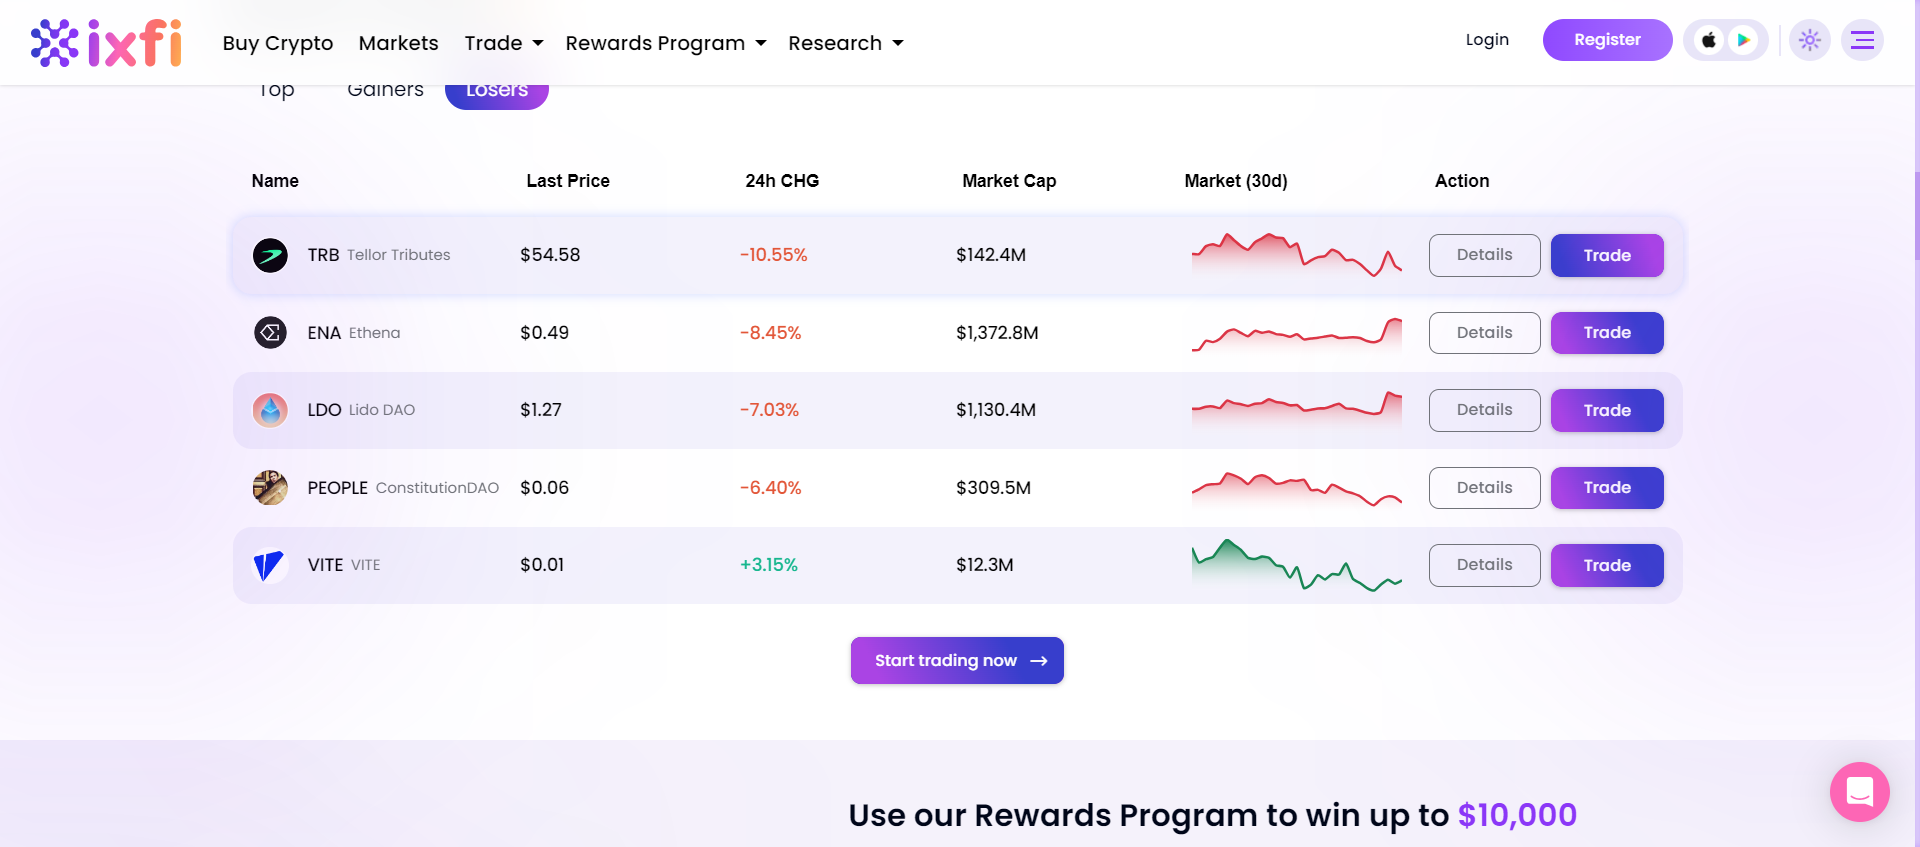 ixfi Buy Crypto Markets Trade Rewards Program Research Login Register
Top Gainers Losers
Name Last Price 24h CHG Market Cap Market (30d) Action
TRB Tellor Tributes $54.58 -10.55% $142.4M Details Trade
ENA Ethena $0.49 -8.45% $1,372.8M Details Trade
LDO Lido DAO $1.27 -7.03% $1,130.4M Details Trade
PEOPLE ConstitutionDAO $0.06 -6.40% $309.5M Details Trade
VITE VITE $0.01 +3.15% $12.3M Details Trade
Start trading now →
Use our Rewards Program to win up to $10,000